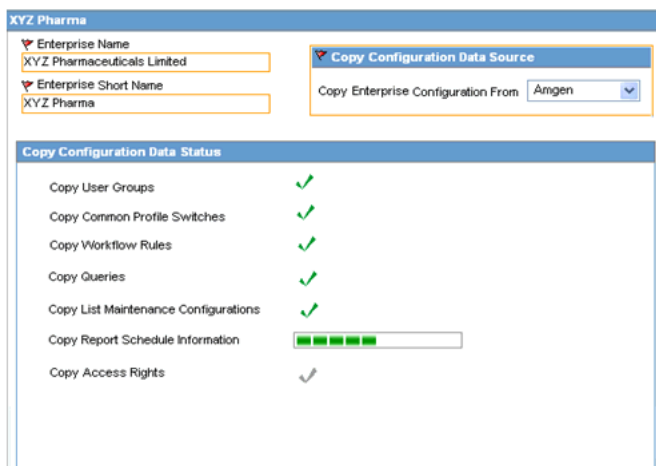 XYZ Pharma
Enterprise Name
XYZ Pharmaceuticals Limited
Enterprise Short Name
XYZ Pharma
Copy Configuration Data Source
Copy Enterprise Configuration From Amgen
Copy Configuration Data Status
Copy User Groups
Copy Common Profile Switches
Copy Workflow Rules
Copy Queries
Copy List Maintenance Configurations
Copy Report Schedule Information
Copy Access Rights